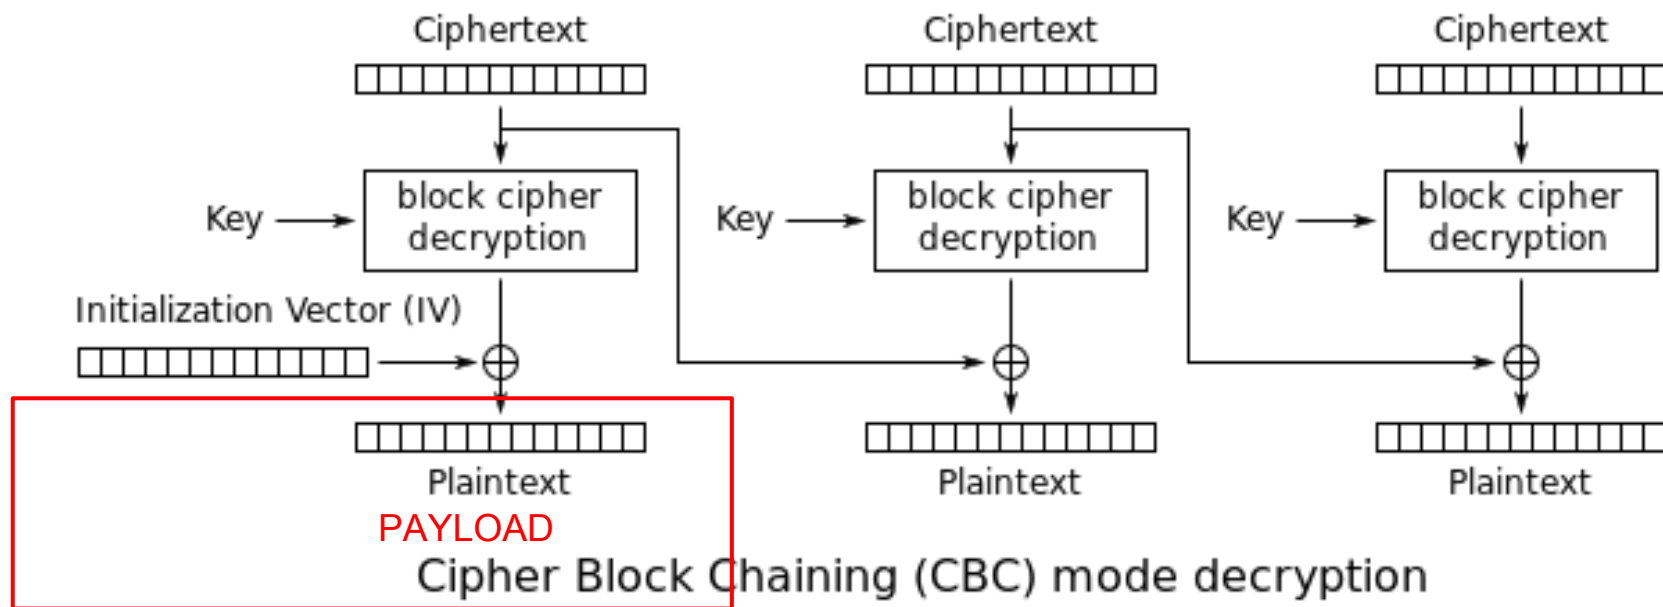 Ciphertext
Ciphertext
Ciphertext
block cipher
decryption
block cipher
decryption
block cipher
decryption
Key
Key
Key
Initialization Vector (IV)
Plaintext
Plaintext
Plaintext
PAYLOAD
Cipher Block Chaining (CBC) mode decryption